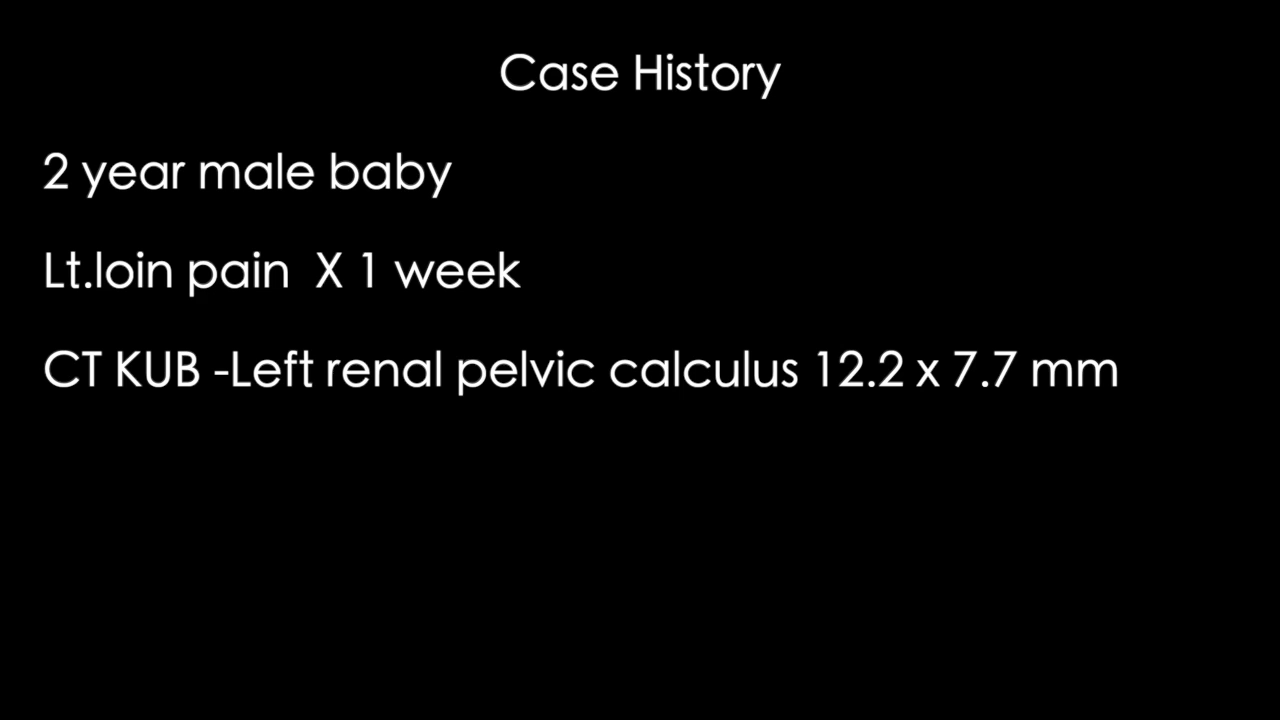 Case History
2 year male baby
Lt.loin pain X 1 week
CT KUB -Left renal pelvic calculus 12.2 x 7.7 mm